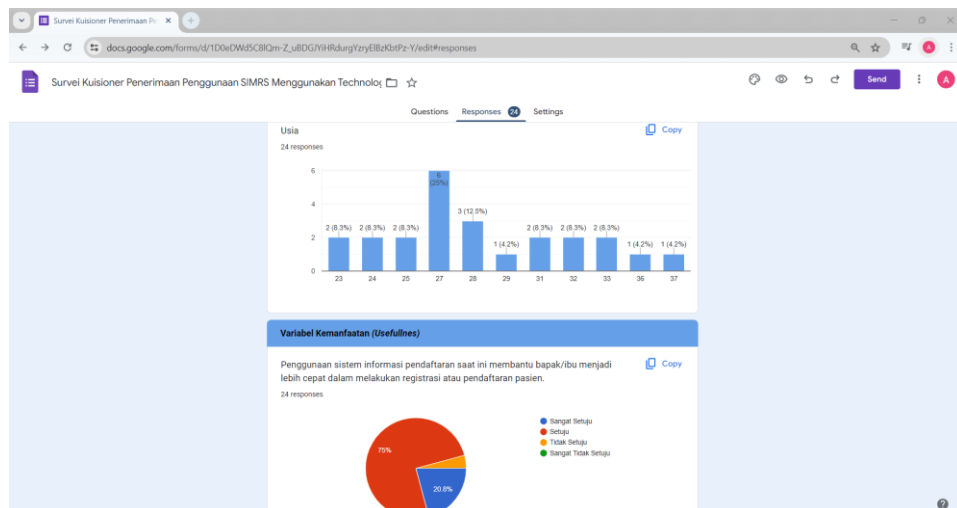 Survei Kuisioner Penerimaan Pe
docs.google.com/forms/d/1D0eDWd5CBlQm-Z_uBDGJYiHRdurgYzryElBzKbtPz-Y/edit#responses
Survei Kuisioner Penerimaan Penggunaan SIMRS Menggunakan Technolog
Send
A
Questions Responses 24 Settings
Usia
Copy
24 responses
6
4
2
0
2 (8.3%) 2 (8.3%) 2 (8.3%) 6 (25%) 3 (12.5%) 1 (4.2%) 2 (8.3%) 2 (8.3%) 2 (8.3%) 1 (4.2%) 1 (4.2%)
23 24 25 27 28 29 31 32 33 36 37
Variabel Kemanfaatan (Usefullnes)
Penggunaan sistem informasi pendaftaran saat ini membantu bapak/ibu menjadi
Copy
lebih cepat dalam melakukan registrasi atau pendaftaran pasien.
24 responses
75%
20.8%
Sangat Setuju
Setuju
Tidak Setuju
Sangat Tidak Setuju